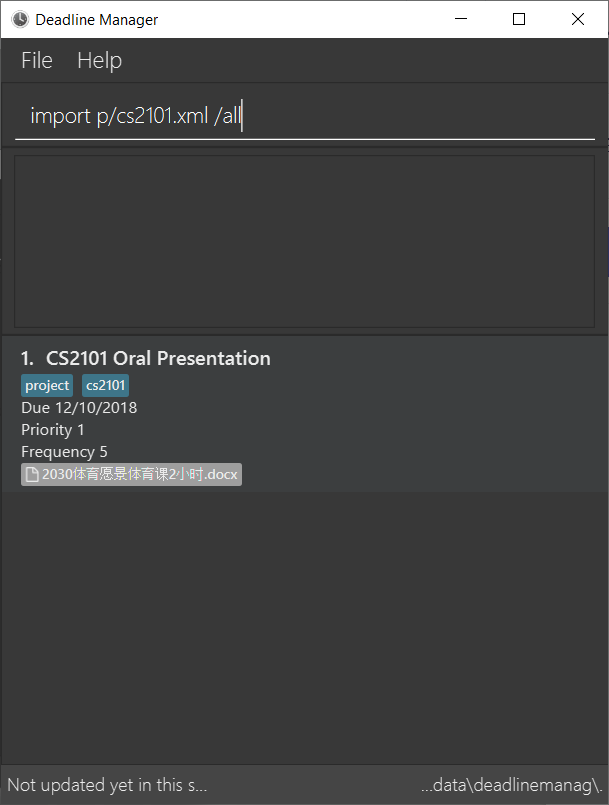 Deadline Manager
File Help
import p/cs2101.xml /all
1. CS2101 Oral Presentation
project cs2101
Due 12/10/2018
Priority 1
Frequency 5
2030体育愿景体育课2小时.docx
Not updated yet in this s... ...data\deadlinemanag\.